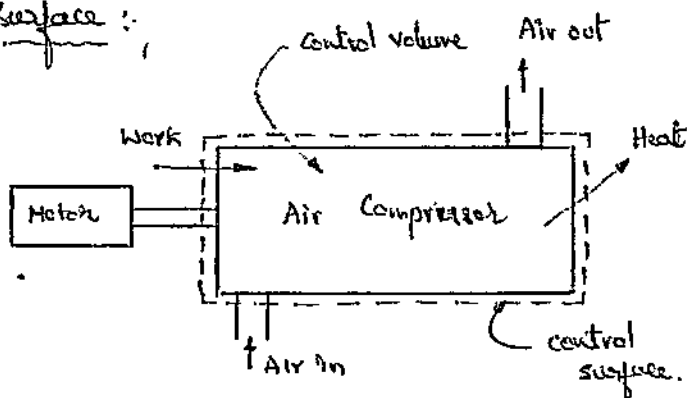 Surface :-
Control volume
Air out
Work
Heat
Motor
Air Compressor
Air in
control
surface.